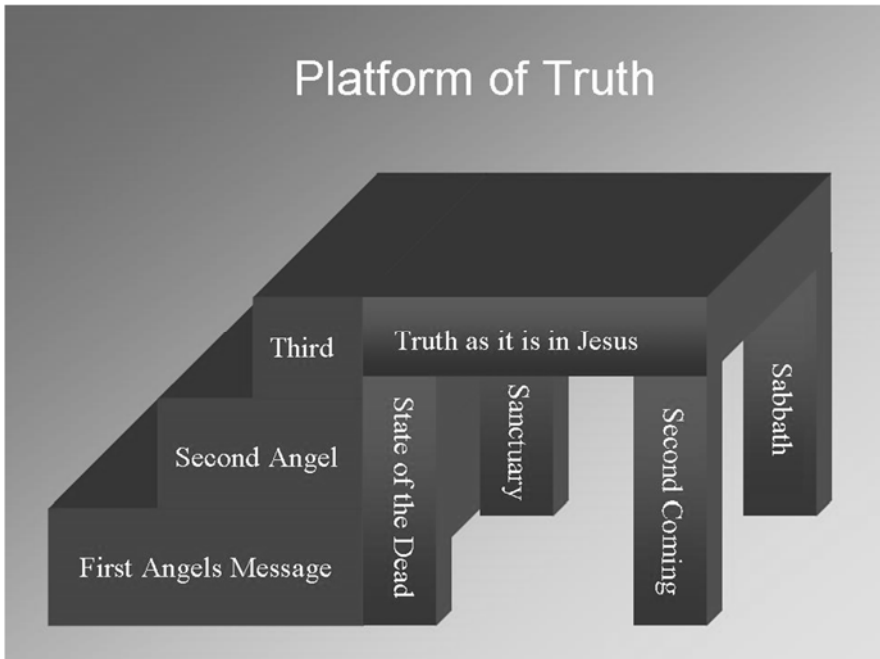 Platform of Truth
Third
Truth as it is in Jesus
Second Angel
First Angels Message
State of the Dead
Sanctuary
Second Coming
Sabbath